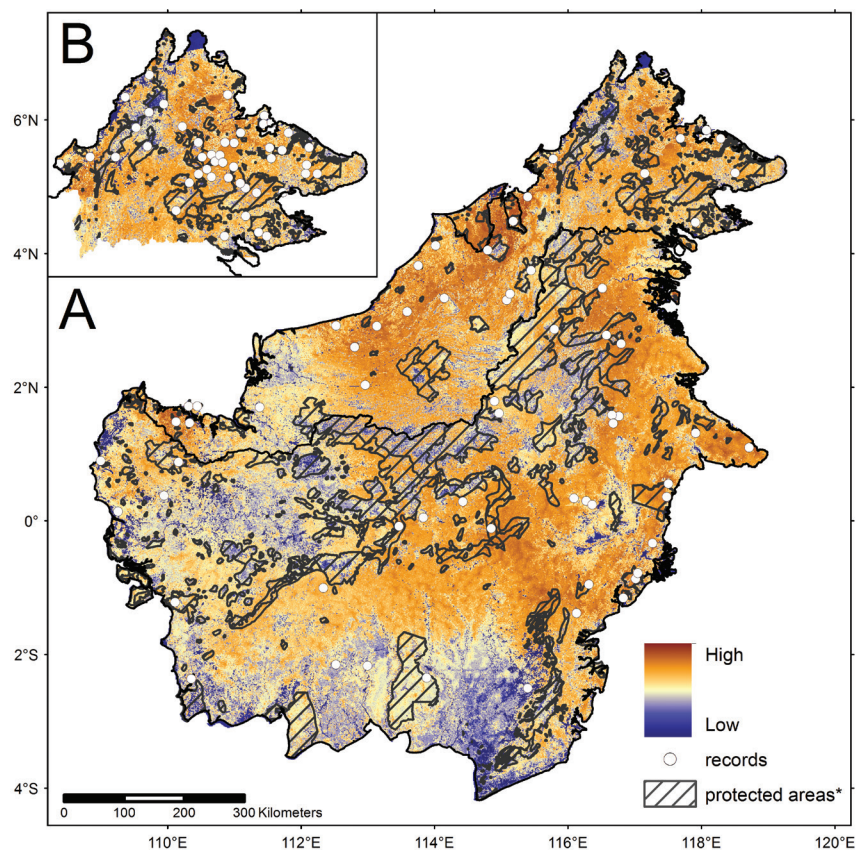 B
6°N
4°N
A
2°N
0°
High
2°S
Low
records
4°S
protected areas*
0 100 200 300 Kilometers
110°E 112°E 114°E 116°E 118°E 120°E